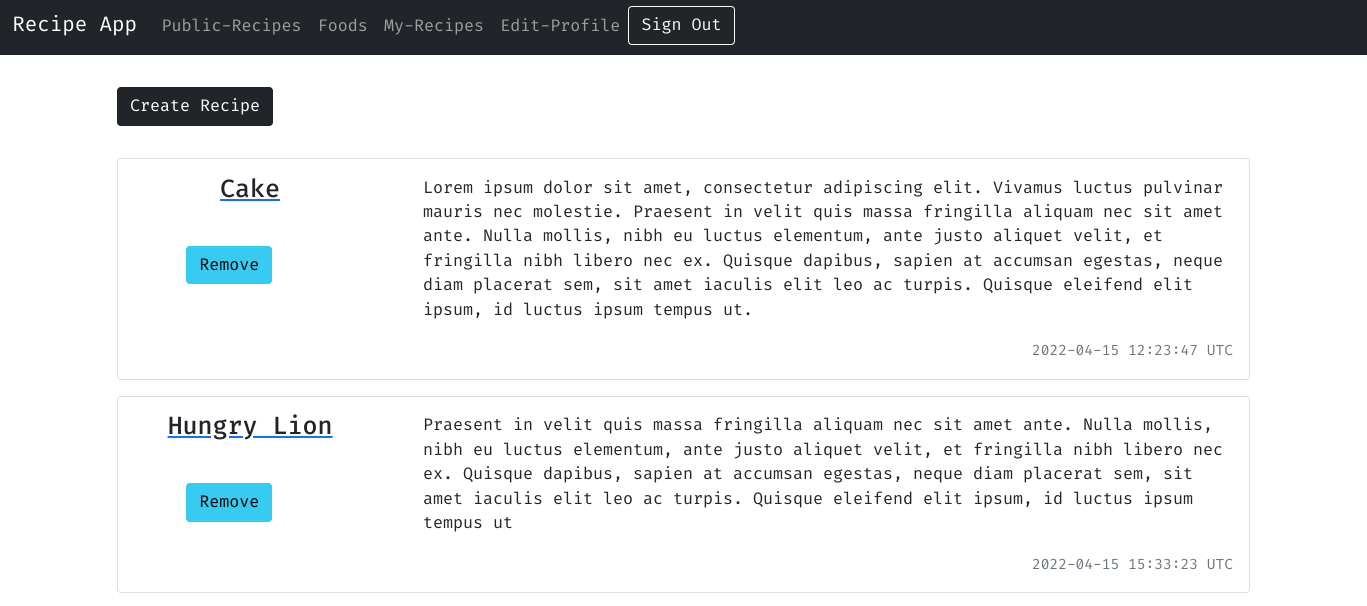 Recipe App Public-Recipes Foods My-Recipes Edit-Profile Sign Out
Create Recipe
Cake
Remove
Lorem ipsum dolor sit amet, consectetur adipiscing elit. Vivamus luctus pulvinar
mauris nec molestie. Praesent in velit quis massa fringilla aliquam nec sit amet
ante. Nulla mollis, nibh eu luctus elementum, ante justo aliquet velit, et
fringilla nibh libero nec ex. Quisque dapibus, sapien at accumsan egestas, neque
diam placerat sem, sit amet iaculis elit leo ac turpis. Quisque eleifend elit
ipsum, id luctus ipsum tempus ut.
2022-04-15 12:23:47 UTC
Hungry Lion
Remove
Praesent in velit quis massa fringilla aliquam nec sit amet ante. Nulla mollis,
nibh eu luctus elementum, ante justo aliquet velit, et fringilla nibh libero nec
ex. Quisque dapibus, sapien at accumsan egestas, neque diam placerat sem, sit
amet iaculis elit leo ac turpis. Quisque eleifend elit ipsum, id luctus ipsum
tempus ut
2022-04-15 15:33:23 UTC